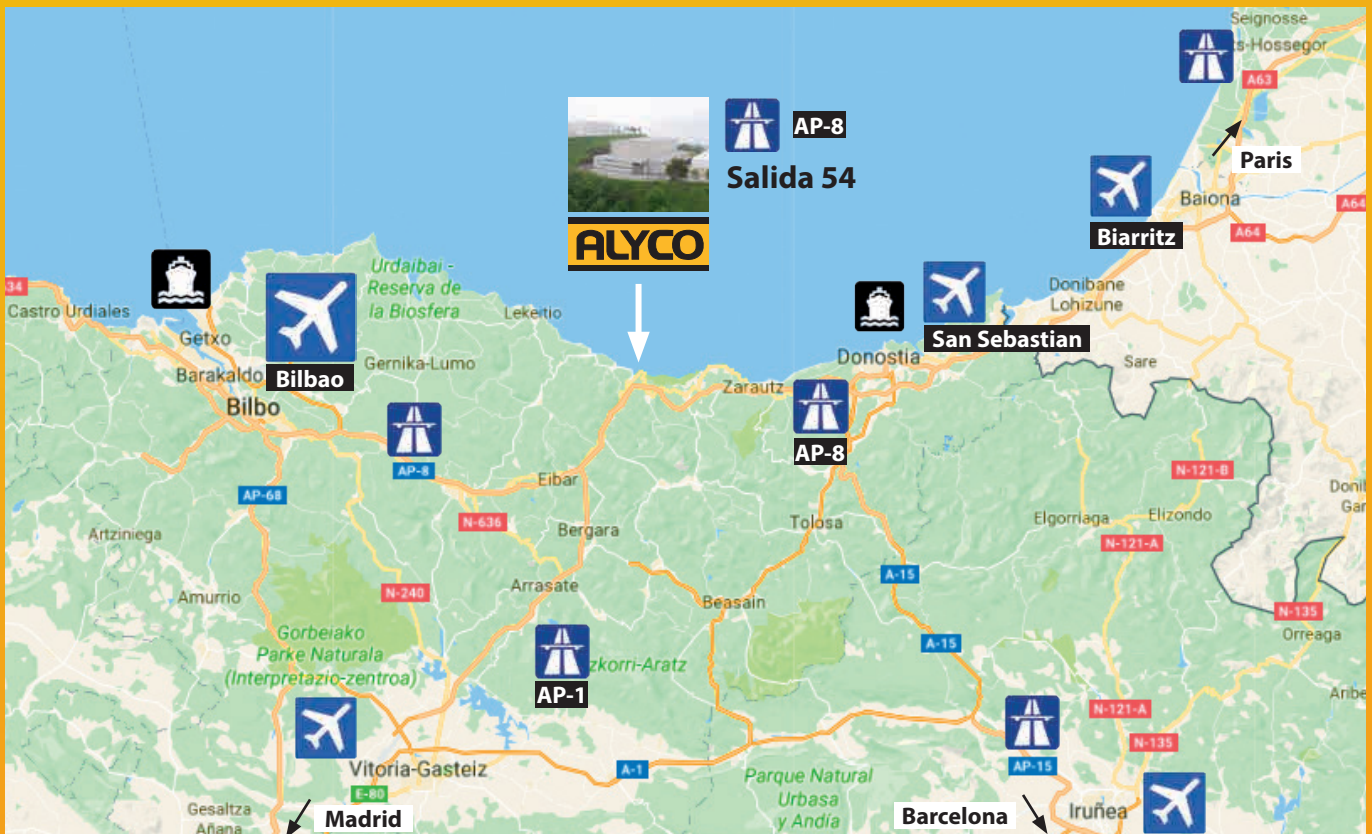 Seignosse
ts-Hossegor
A63
Paris
AP-8
Salida 54
ALYCO
Baiona
A64
A64
Biarritz
Urdaibai -
Reserva de
la Biosfera
634
Castro Urdiales
Getxo
Lekeitio
Donibane
Lohizune
San Sebastian
Barakaldo
Bilbao
Gernika-Lumo
Donostia
Sare
Zarautz
Bilbo
AP-8
AP-8
Eibar
N-121-B
AP-68
N-636
Bergara
Tolosa
Elgorriaga
Elizondo
Artziniega
N-121-A
Arrasate
A-15
Amurrio
N-240
Beasain
N-135
Orreaga
Gorbeiako
Parke Naturala
(Interpretazio-zentroa)
A-15
zkorri-Aratz
AP-1
N-121-A
N-135
Vitoria-Gasteiz
A-1
AP-15
Parque Natural
Urbasa
y Andía
E-80
Gesaltza
Añana
Madrid
Barcelona
Iruñea